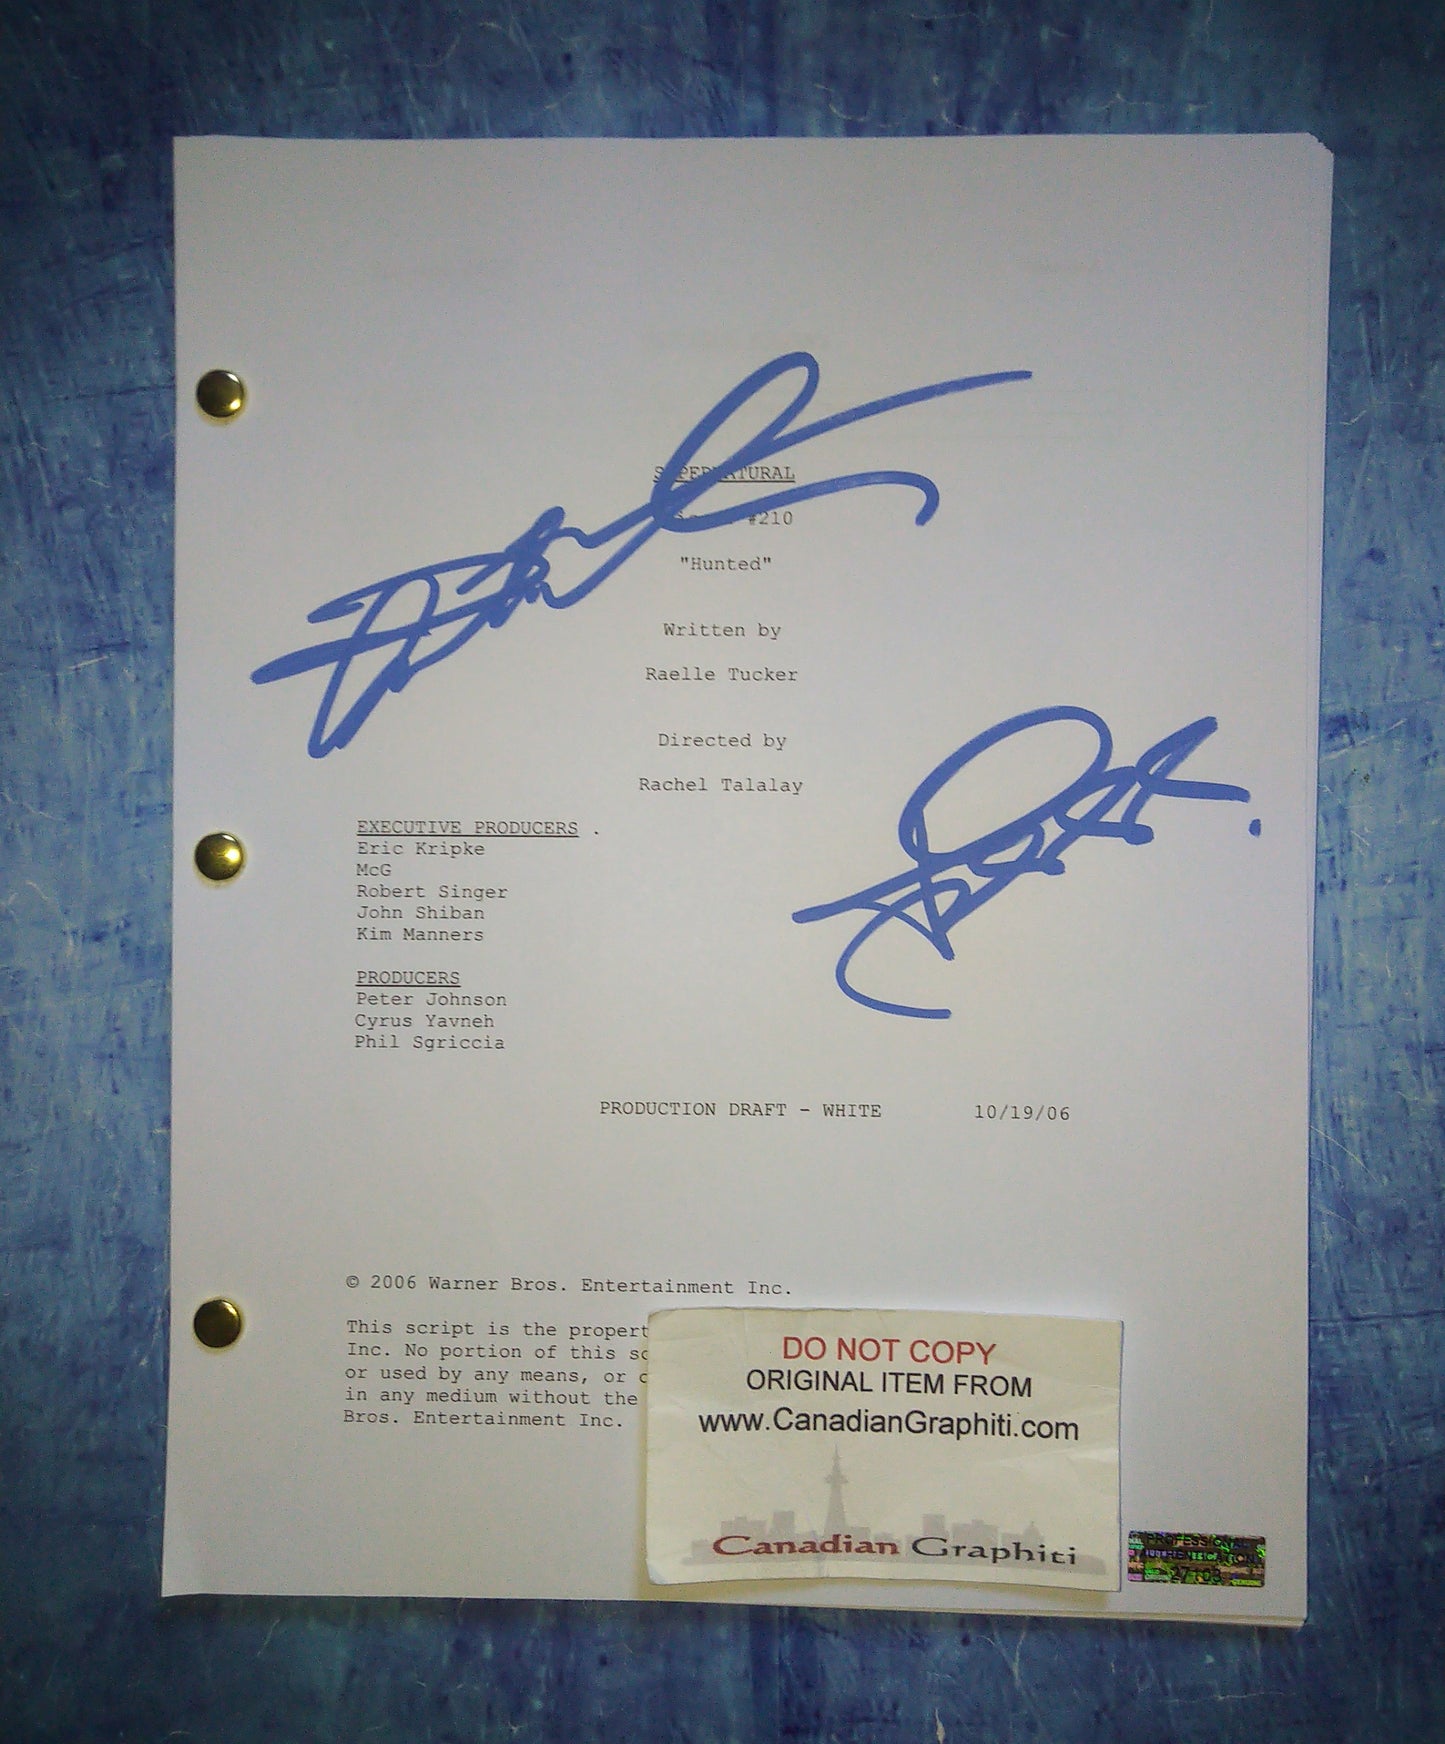 SUPERNATURAL
#210
"Hunted"
Written by
Raelle Tucker
Directed by
Rachel Talalay
EXECUTIVE PRODUCERS .
Eric Kripke
McG
Robert Singer
John Shiban
Kim Manners
PRODUCERS
Peter Johnson
Cyrus Yavneh
Phil Sgriccia
PRODUCTION DRAFT - WHITE 10/19/06
© 2006 Warner Bros. Entertainment Inc.
This script is the propert
Inc. No portion of this sc
or used by any means, or c
in any medium without the
Bros. Entertainment Inc.
DO NOT COPY
ORIGINAL ITEM FROM
www.CanadianGraphiti.com
Canadian Graphiti
PROFESSIONAL